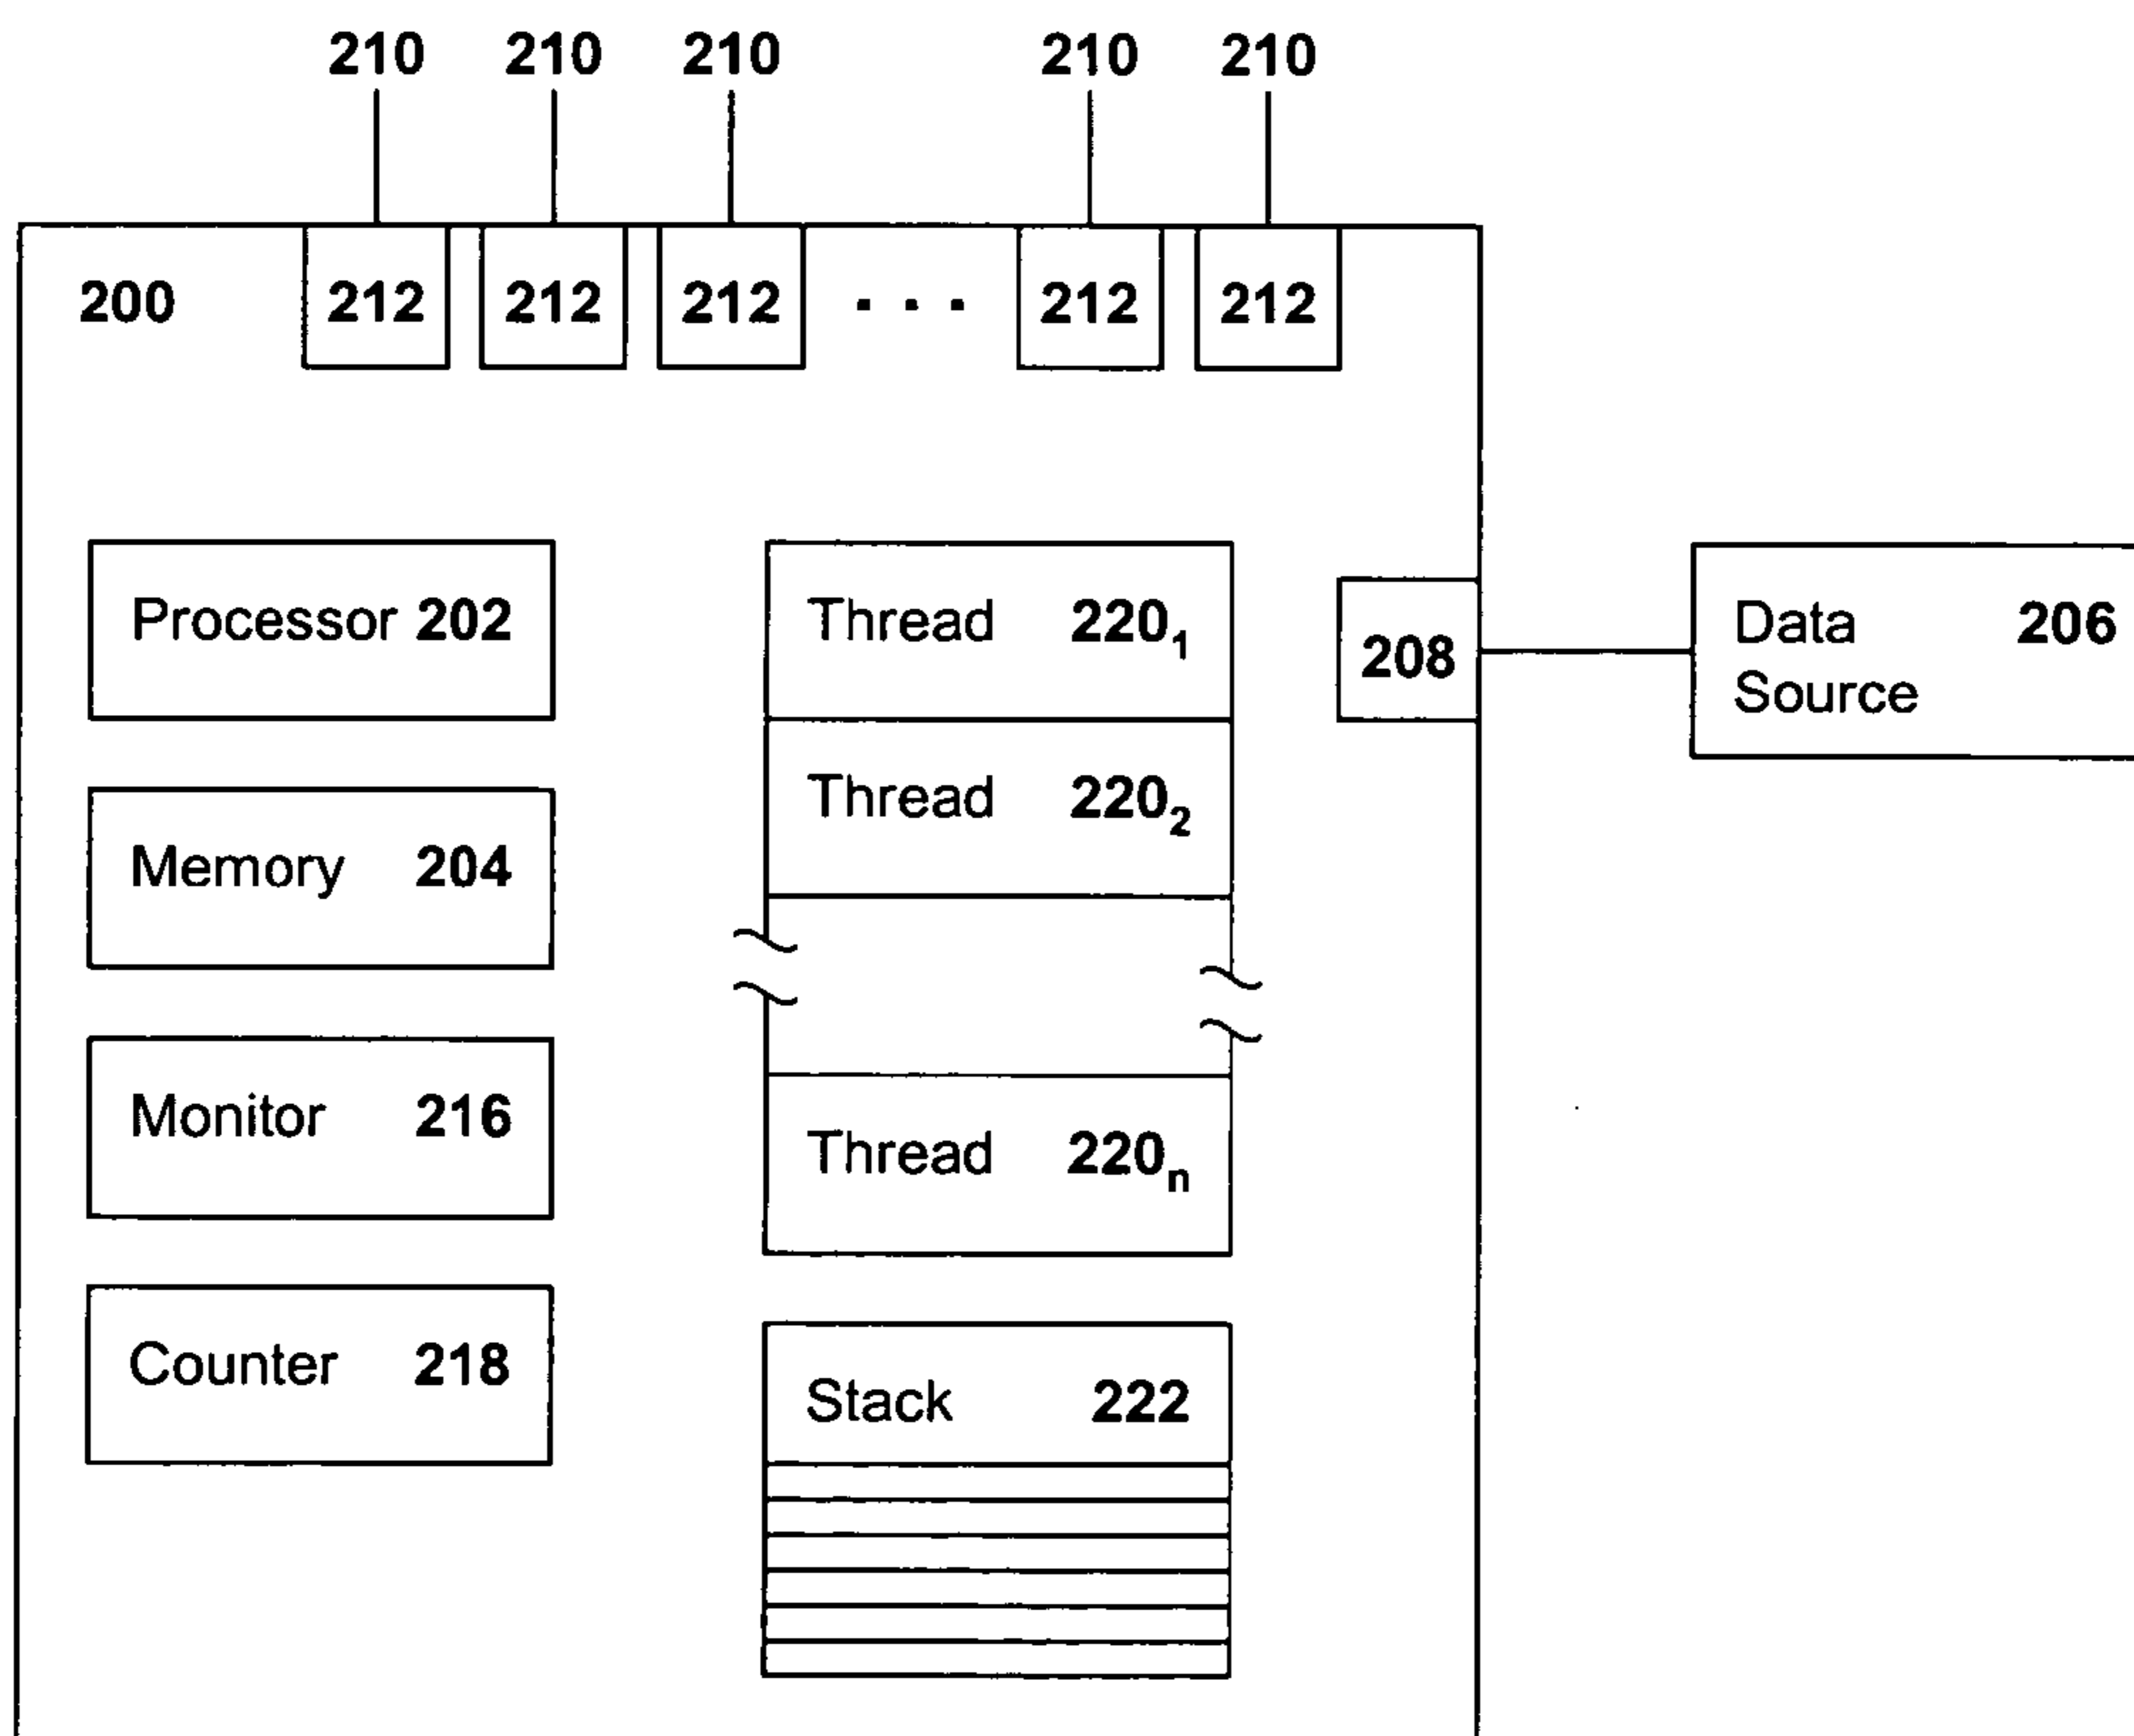 210 210 210 210 210
200 212 212 212 . . . 212 212
Processor 202
Memory 204
Monitor 216
Counter 218
Thread 220₁
Thread 220₂
Thread 220ₙ
Stack 222
208
Data 206
Source